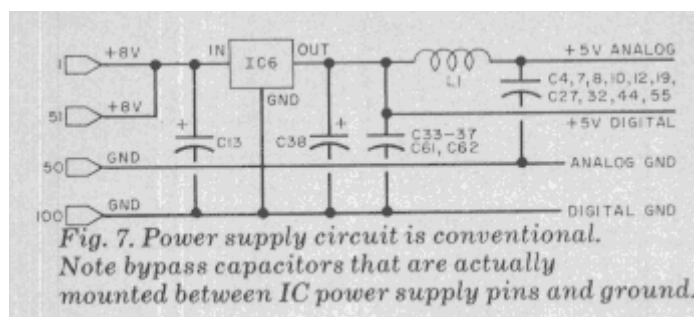 1 +8V IN IC6 OUT +5V ANALOG
L1
GND C4,7,8,10,12,19,
C27,32,44,55
51 +8V
+ C13 + C38 C33-37
C61, C62 +5V DIGITAL
50 GND ANALOG GND
100 GND DIGITAL GND
Fig. 7. Power supply circuit is conventional.
Note bypass capacitors that are actually
mounted between IC power supply pins and ground.